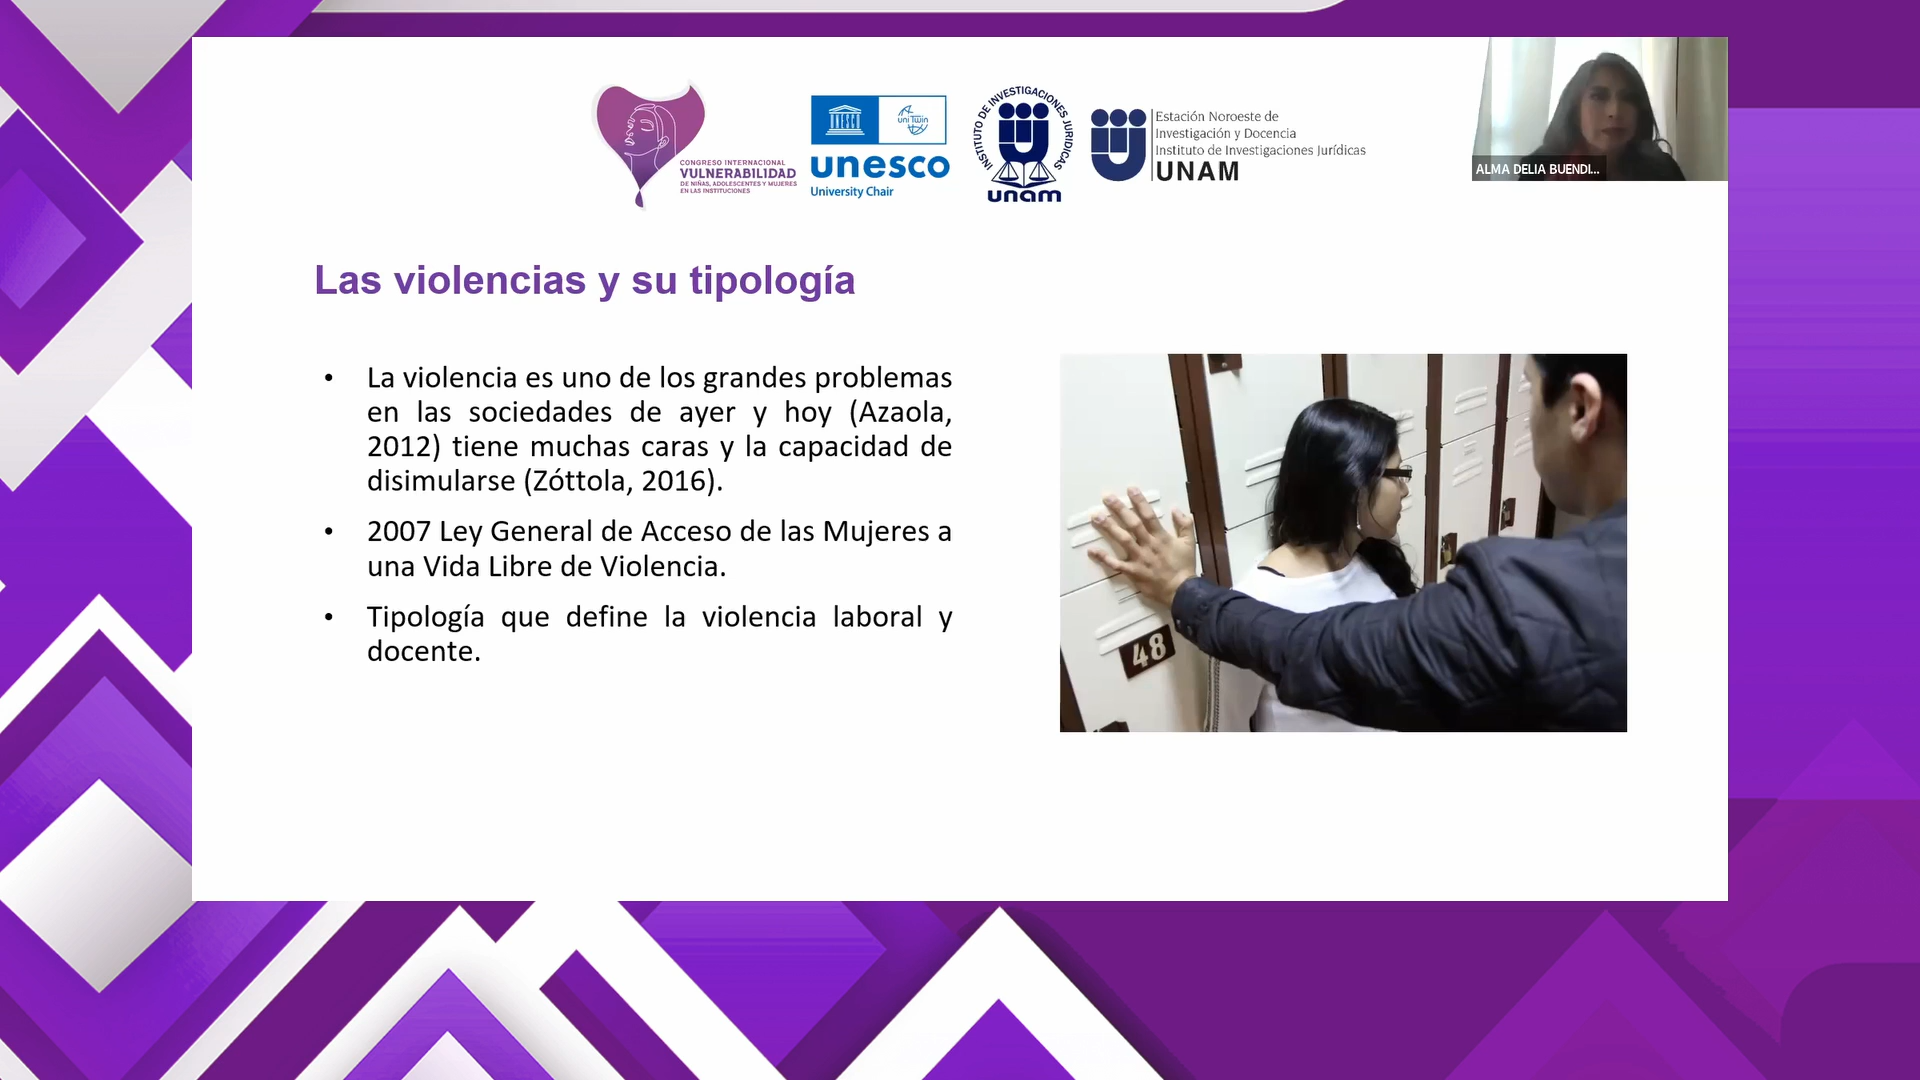 CONGRESO INTERNACIONAL
VULNERABILIDAD
DE NIÑAS, ADOLESCENTES Y MUJERES
EN LAS INSTITUCIONES
UNESCO
uni Twin
unesco
University Chair
INSTITUTO DE INVESTIGACIONES JURIDICAS
unam
Estación Noroeste de
Investigación y Docencia
Instituto de Investigaciones Jurídicas
UNAM
ALMA DELIA BUENDI...
Las violencias y su tipología
• La violencia es uno de los grandes problemas
en las sociedades de ayer y hoy (Azaola,
2012) tiene muchas caras y la capacidad de
disimularse (Zóttola, 2016).
• 2007 Ley General de Acceso de las Mujeres a
una Vida Libre de Violencia.
• Tipología que define la violencia laboral y
docente.
48